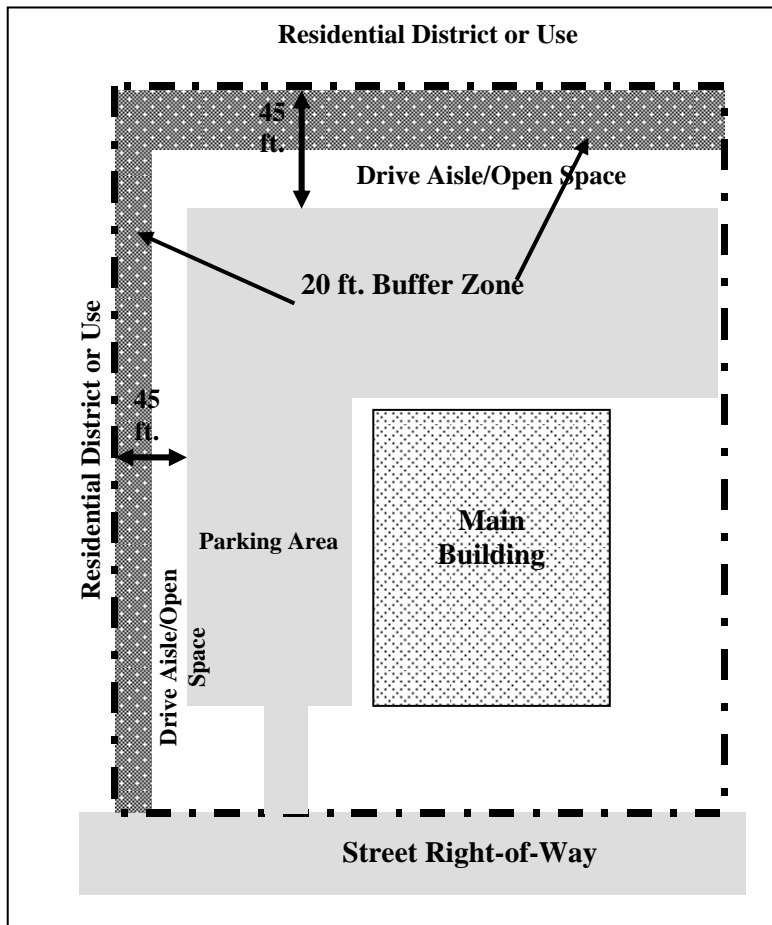 Residential District or Use
45
ft.
Drive Aisle/Open Space
20 ft. Buffer Zone
Residential District or Use
45
ft.
Parking Area
Main
Building
Drive Aisle/Open
Space
Street Right-of-Way